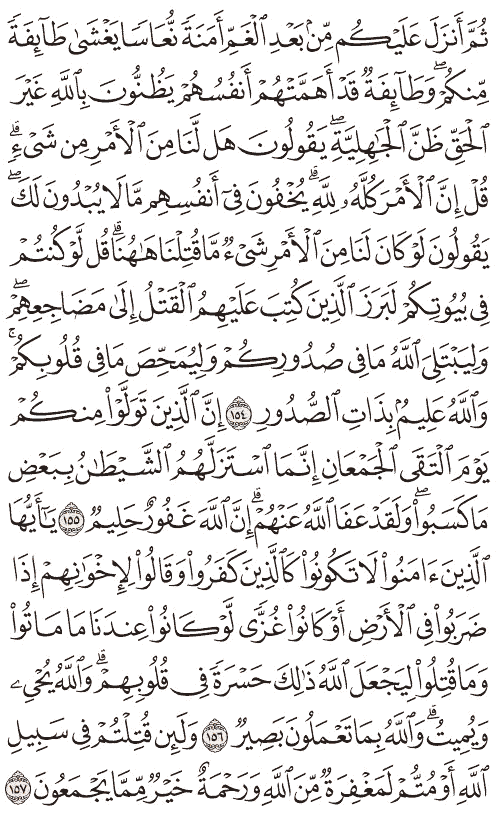 ثُمَّ أَنزَلَ عَلَيْكُم مِّنۢ بَعْدِ ٱلْغَمِّ أَمَنَةً نُّعَاسًا يَغْشَىٰ طَآئِفَةً
مِّنكُمْ ۖ وَطَآئِفَةٌ قَدْ أَهَمَّتْهُمْ أَنفُسُهُمْ يَظُنُّونَ بِٱللَّهِ غَيْرَ
ٱلْحَقِّ ظَنَّ ٱلْجَٰهِلِيَّةِ ۖ يَقُولُونَ هَل لَّنَا مِنَ ٱلْأَمْرِ مِن شَىْءٍ ۗ
قُلْ إِنَّ ٱلْأَمْرَ كُلَّهُۥ لِلَّهِ ۗ يُخْفُونَ فِىٓ أَنفُسِهِم مَّا لَا يُبْدُونَ لَكَ ۖ
يَقُولُونَ لَوْ كَانَ لَنَا مِنَ ٱلْأَمْرِ شَىْءٌ مَّا قُتِلْنَا هَٰهُنَا ۗ قُل لَّوْ كُنتُمْ
فِى بُيُوتِكُمْ لَبَرَزَ ٱلَّذِينَ كُتِبَ عَلَيْهِمُ ٱلْقَتْلُ إِلَىٰ مَضَاجِعِهِمْ ۖ
وَلِيَبْتَلِىَ ٱللَّهُ مَا فِى صُدُورِكُمْ وَلِيُمَحِّصَ مَا فِى قُلُوبِكُمْ ۗ
وَٱللَّهُ عَلِيمٌۢ بِذَاتِ ٱلصُّدُورِ ١٥٤ إِنَّ ٱلَّذِينَ تَوَلَّوْا۟ مِنكُمْ
يَوْمَ ٱلْتَقَى ٱلْجَمْعَانِ إِنَّمَا ٱسْتَزَلَّهُمُ ٱلشَّيْطَٰنُ بِبَعْضِ
مَا كَسَبُوا۟ ۖ وَلَقَدْ عَفَا ٱللَّهُ عَنْهُمْ ۗ إِنَّ ٱللَّهَ غَفُورٌ حَلِيمٌ ١٥٥ يَٰٓأَيُّهَا
ٱلَّذِينَ ءَامَنُوا۟ لَا تَكُونُوا۟ كَٱلَّذِينَ كَفَرُوا۟ وَقَالُوا۟ لِإِخْوَٰنِهِمْ إِذَا
ضَرَبُوا۟ فِى ٱلْأَرْضِ أَوْ كَانُوا۟ غُزًّى لَّوْ كَانُوا۟ عِندَنَا مَا مَاتُوا۟
وَمَا قُتِلُوا۟ لِيَجْعَلَ ٱللَّهُ ذَٰلِكَ حَسْرَةً فِى قُلُوبِهِمْ ۗ وَٱللَّهُ يُحْىِۦ
وَيُمِيتُ ۗ وَٱللَّهُ بِمَا تَعْمَلُونَ بَصِيرٌ ١٥٦ وَلَئِن قُتِلْتُمْ فِى سَبِيلِ
ٱللَّهِ أَوْ مُتُّمْ لَمَغْفِرَةٌ مِّنَ ٱللَّهِ وَرَحْمَةٌ خَيْرٌ مِّمَّا يَجْمَعُونَ ١٥٧